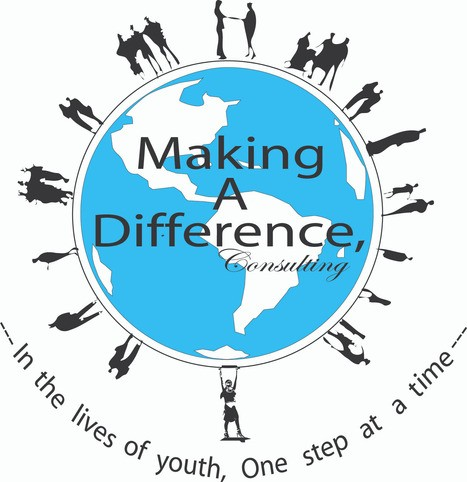 Making
A
Difference,
Consulting
--- In the lives of youth, One step at a time ---